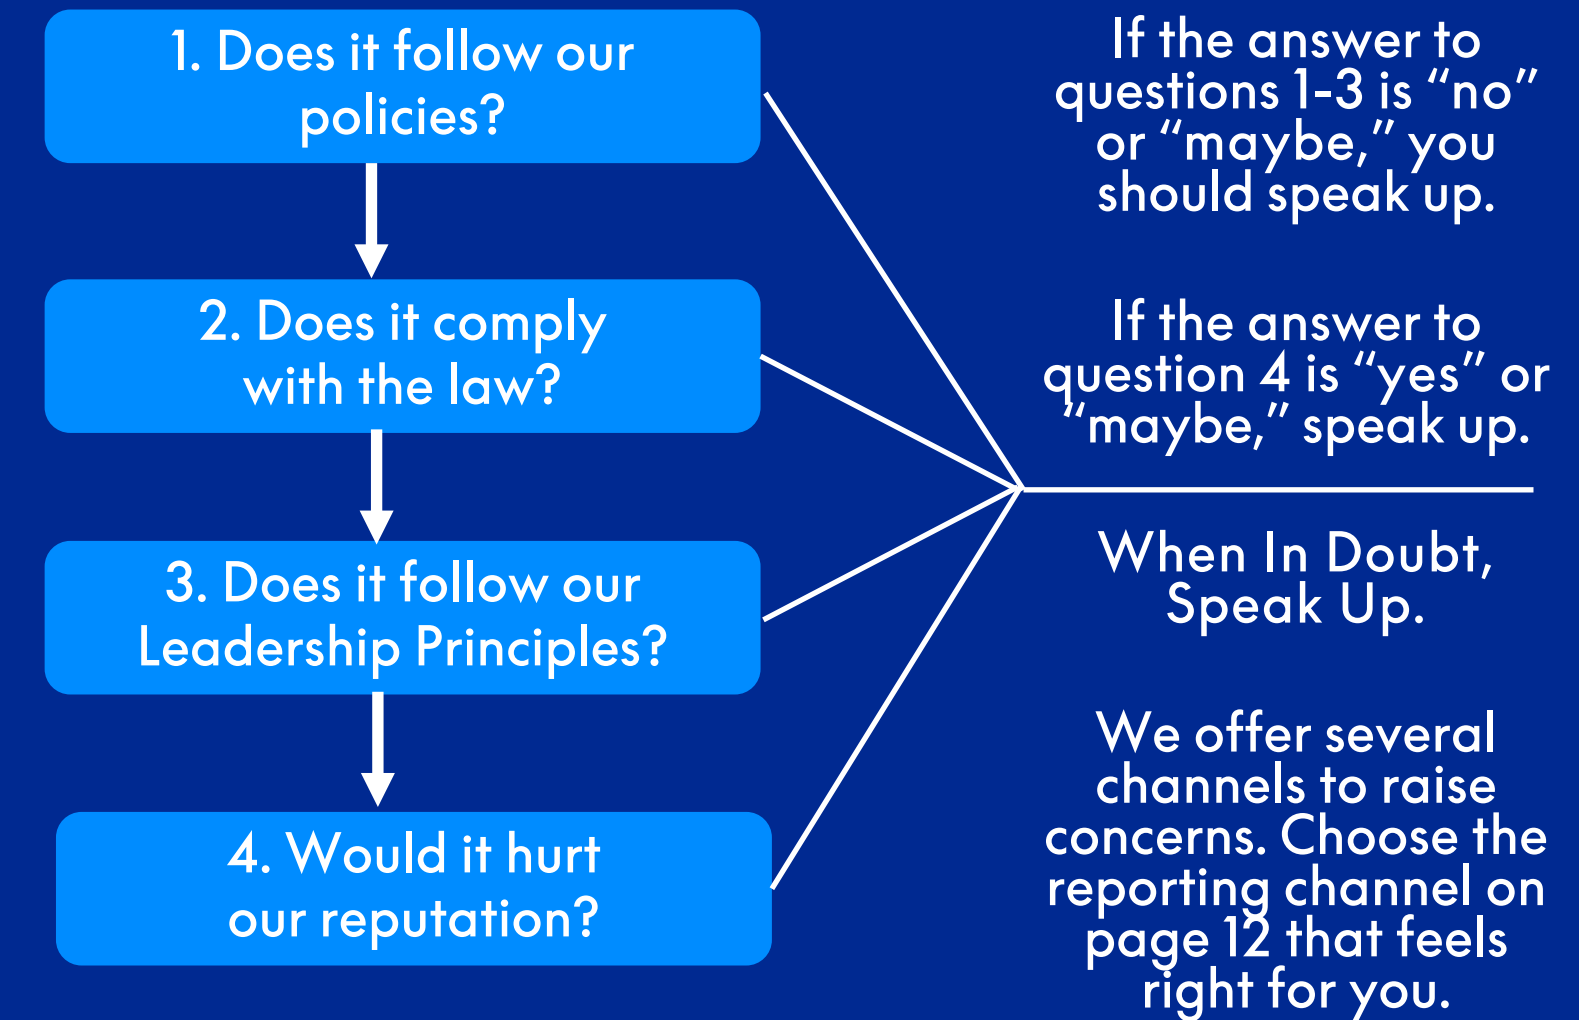 1. Does it follow our
policies?
2. Does it comply
with the law?
3. Does it follow our
Leadership Principles?
4. Would it hurt
our reputation?
If the answer to
questions 1-3 is “no”
or “maybe,” you
should speak up.
If the answer to
question 4 is “yes” or
“maybe,” speak up.
When In Doubt,
Speak Up.
We offer several
channels to raise
concerns. Choose the
reporting channel on
page 12 that feels
right for you.